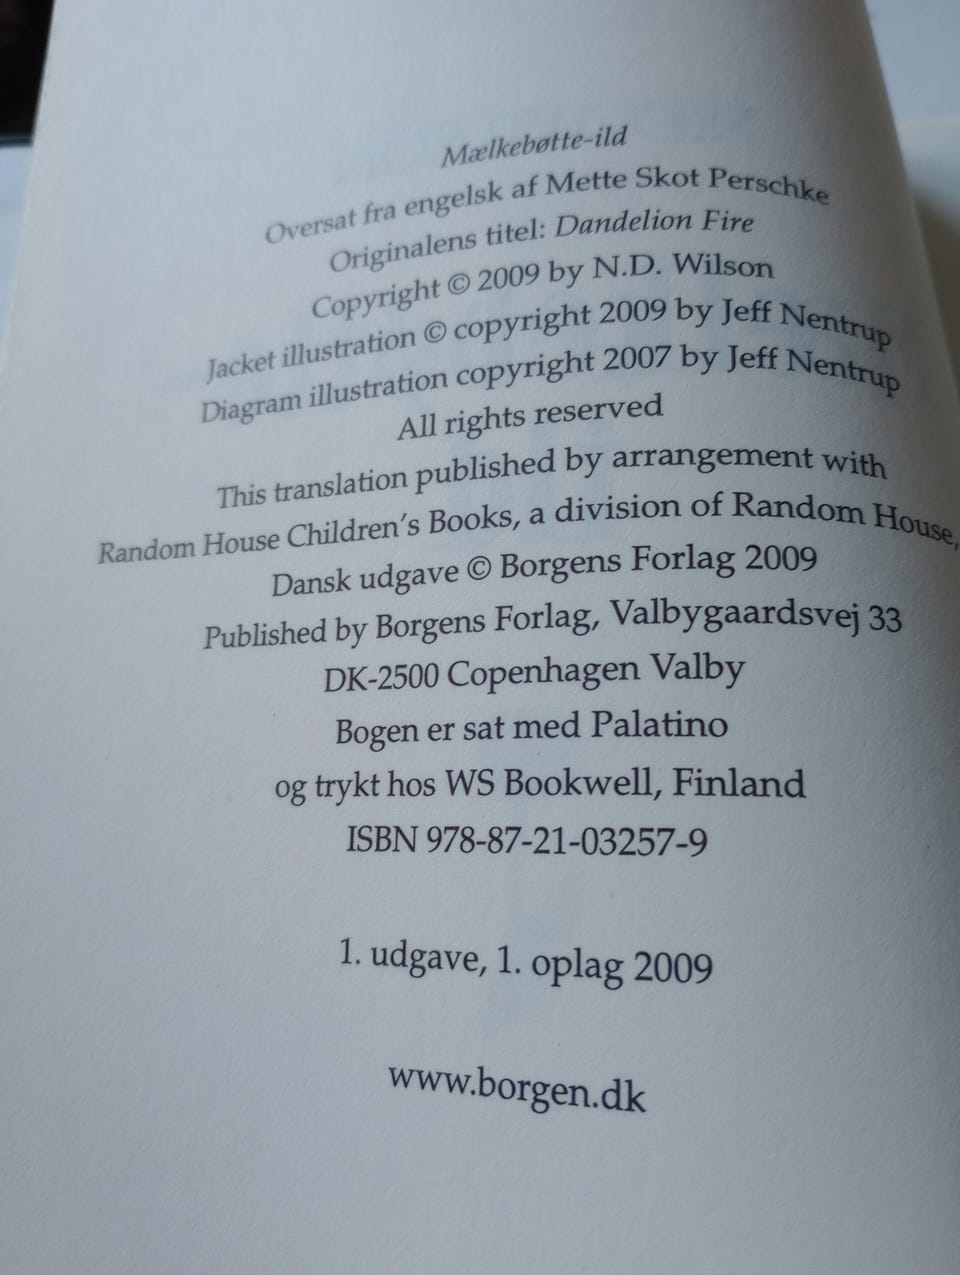 Mælkebøtte-ild
Oversat fra engelsk af Mette Skot Perschke
Originalens titel: Dandelion Fire
Copyright © 2009 by N.D. Wilson
Jacket illustration © copyright 2009 by Jeff Nentrup
Diagram illustration copyright 2007 by Jeff Nentrup
All rights reserved
This translation published by arrangement with
Random House Children's Books, a division of Random House,
Dansk udgave © Borgens Forlag 2009
Published by Borgens Forlag, Valbygaardsvej 33
DK-2500 Copenhagen Valby
Bogen er sat med Palatino
og trykt hos WS Bookwell, Finland
ISBN 978-87-21-03257-9
1. udgave, 1. oplag 2009
www.borgen.dk